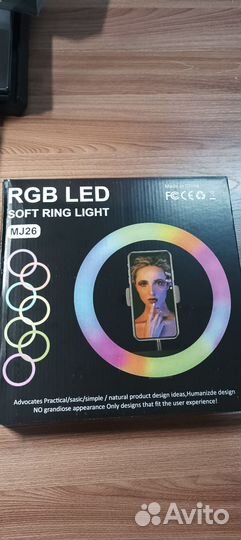 Made in China
FC CE
RGB LED
SOFT RING LIGHT
MJ26
Advocates Practical/sasic/simple / natural product design ideas,Humanizde design
NO grandiose appearance Only designs that fit the user experience!
Avito